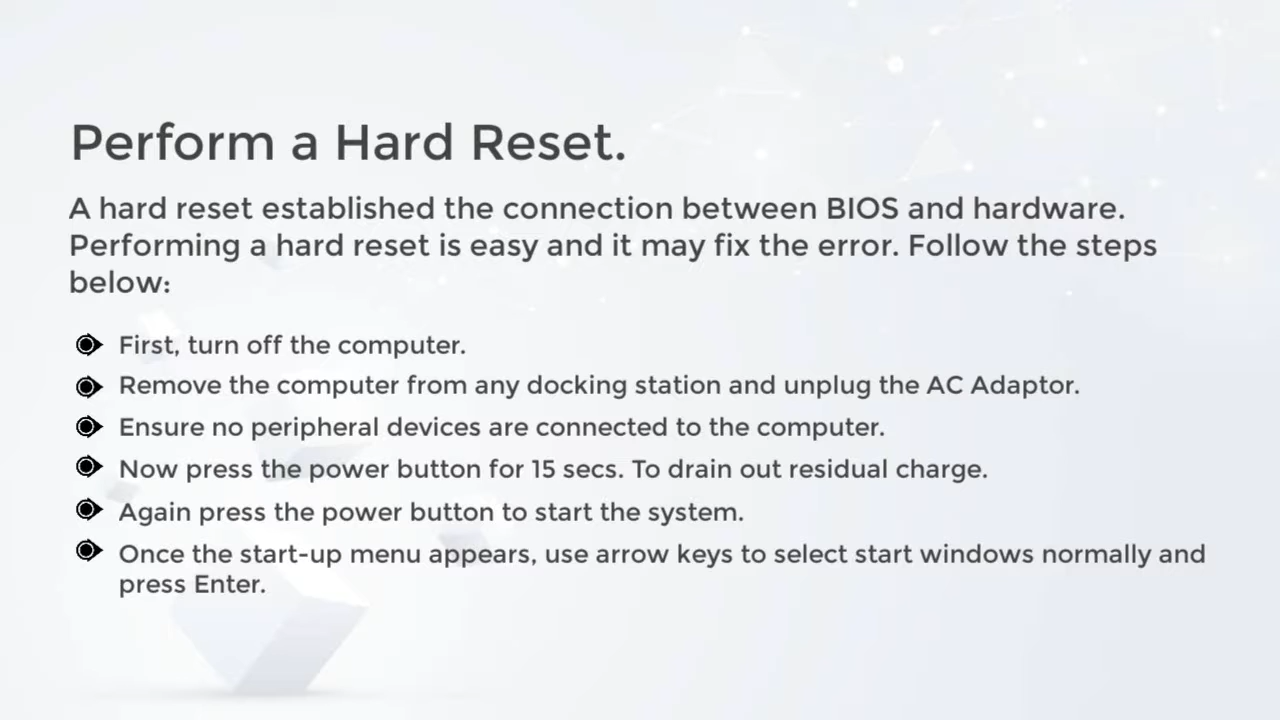 Perform a Hard Reset.
A hard reset established the connection between BIOS and hardware.
Performing a hard reset is easy and it may fix the error. Follow the steps
below:
First, turn off the computer.
Remove the computer from any docking station and unplug the AC Adaptor.
Ensure no peripheral devices are connected to the computer.
Now press the power button for 15 secs. To drain out residual charge.
Again press the power button to start the system.
Once the start-up menu appears, use arrow keys to select start windows normally and
press Enter.